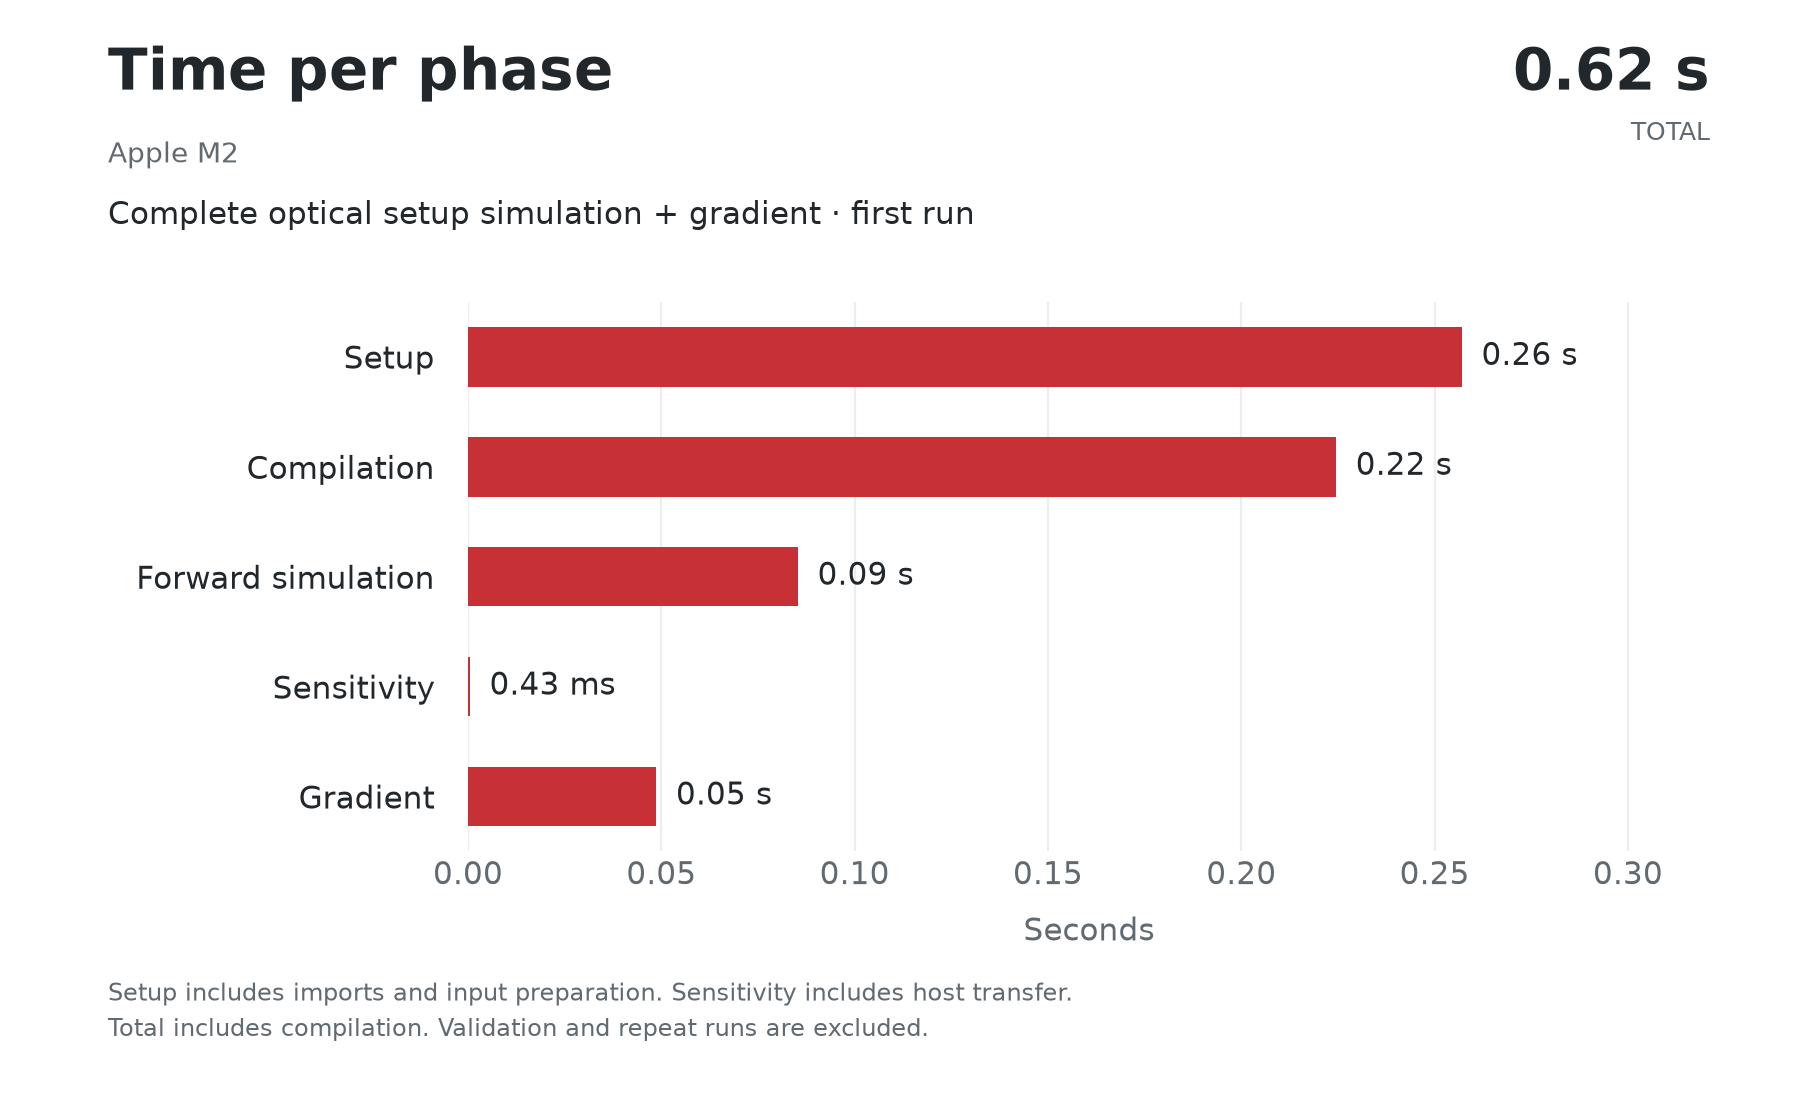 Time per phase
0.62 s
TOTAL
Apple M2
Complete optical setup simulation + gradient · first run
Setup
0.26 s
Compilation
0.22 s
Forward simulation
0.09 s
Sensitivity
0.43 ms
Gradient
0.05 s
0.00 0.05 0.10 0.15 0.20 0.25 0.30
Seconds
Setup includes imports and input preparation. Sensitivity includes host transfer.
Total includes compilation. Validation and repeat runs are excluded.